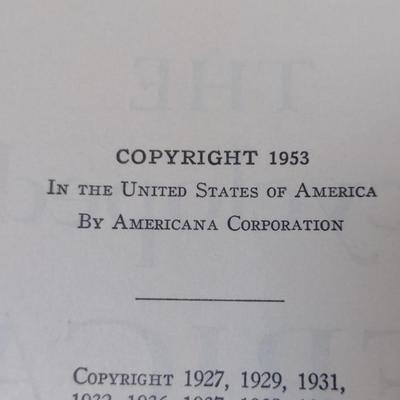 COPYRIGHT 1953
IN THE UNITED STATES OF AMERICA
BY AMERICANA CORPORATION
COPYRIGHT 1927, 1929, 1931,